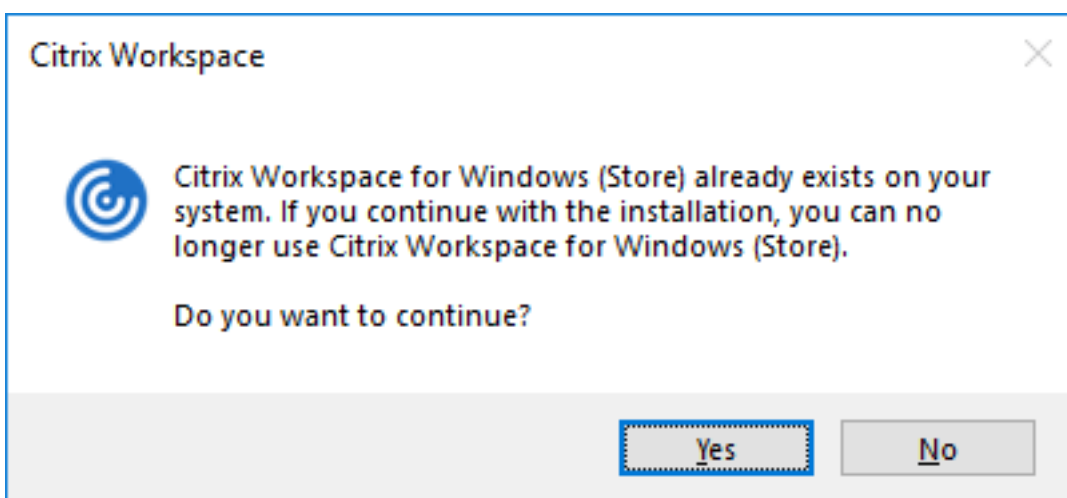 Citrix Workspace
Citrix Workspace for Windows (Store) already exists on your
system. If you continue with the installation, you can no
longer use Citrix Workspace for Windows (Store).
Do you want to continue?
Yes
No